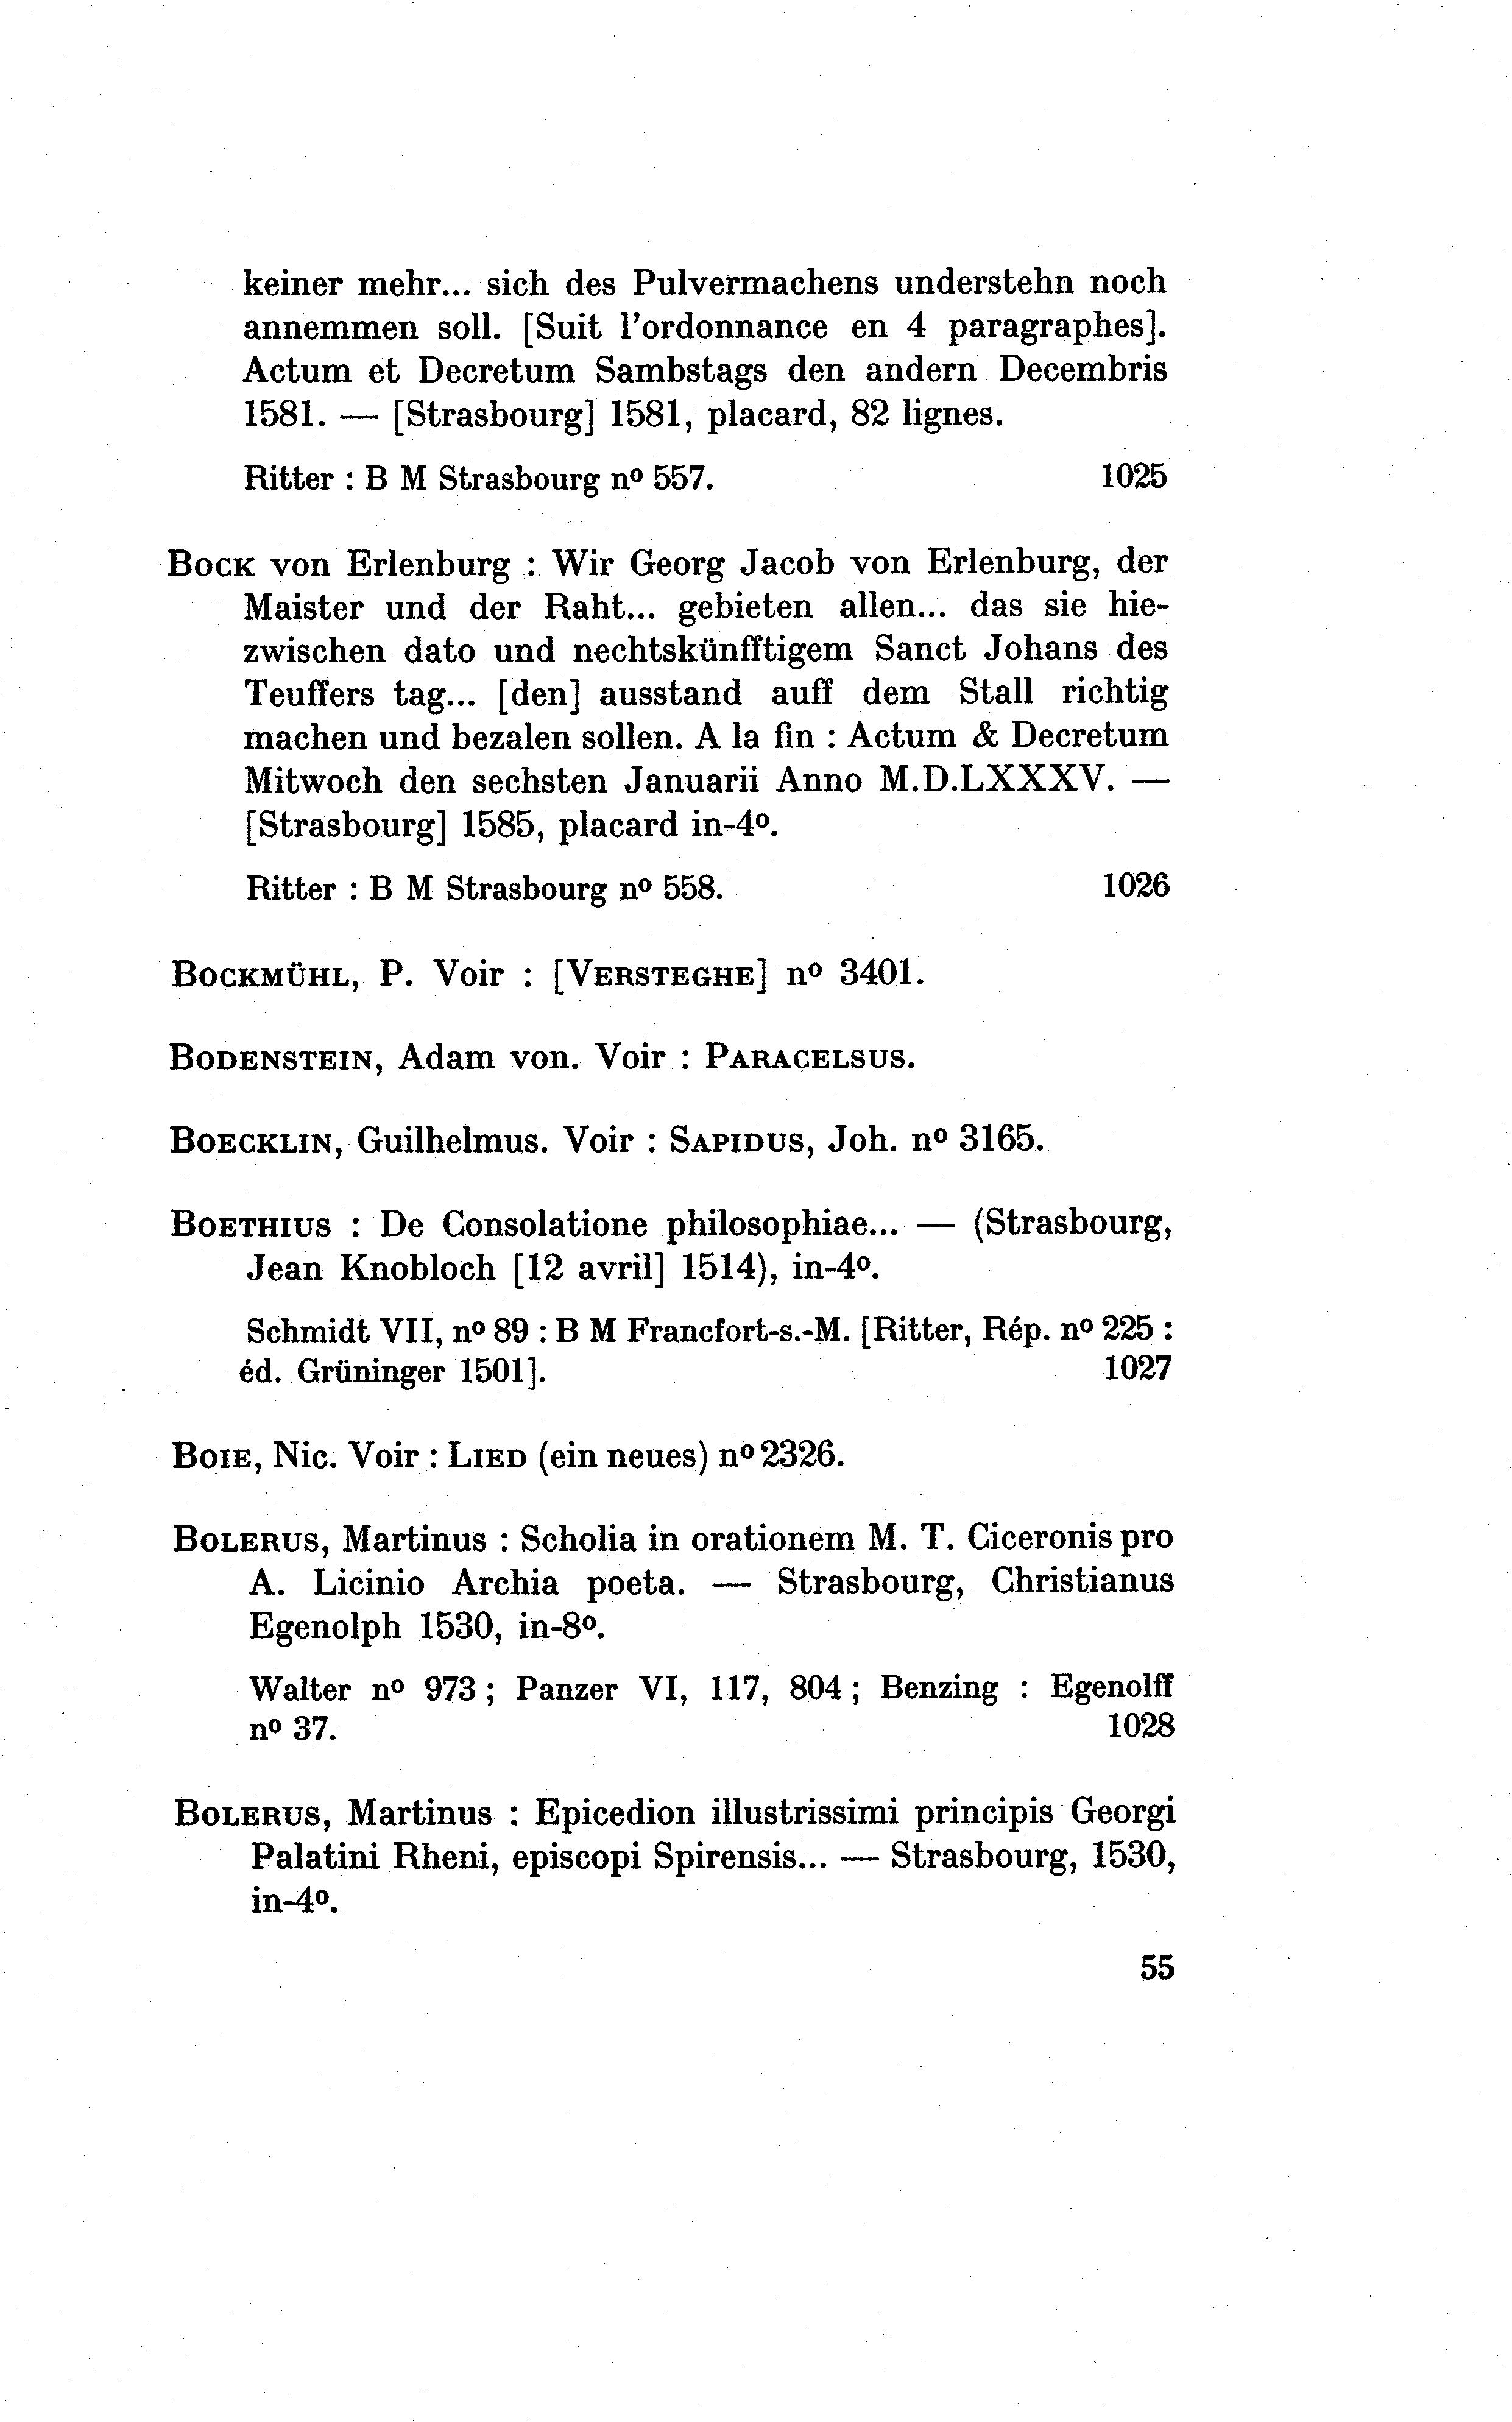 keiner mehr... sich des Pulvermachens understehn noch
annemmen soll. [Suit l'ordonnance en 4 paragraphes].
Actum et Decretum Sambstags den andern Decembris
1581. — [Strasbourg] 1581, placard, 82 lignes.
Ritter : B M Strasbourg nº 557. 1025
BOCK von Erlenburg : Wir Georg Jacob von Erlenburg, der
Maister und der Raht... gebieten allen... das sie hie-
zwischen dato und nechtskünfftigem Sanct Johans des
Teuffers tag... [den] ausstand auff dem Stall richtig
machen und bezalen sollen. A la fin : Actum & Decretum
Mitwoch den sechsten Januarii Anno M.D.LXXXV. —
[Strasbourg] 1585, placard in-4º.
Ritter : B M Strasbourg nº 558. 1026
BOCKMÜHL, P. Voir : [VERSTEGHE] nº 3401.
BODENSTEIN, Adam von. Voir : PARACELSUS.
BOECKLIN, Guilhelmus. Voir : SAPIDUS, Joh. nº 3165.
BOETHIUS : De Consolatione philosophiae... — (Strasbourg,
Jean Knobloch [12 avril] 1514), in-4º.
Schmidt VII, nº 89 : B M Francfort-s.-M. [Ritter, Rép. nº 225 :
éd. Grüninger 1501]. 1027
BOIE, Nic. Voir : LIED (ein neues) nº 2326.
BOLERUS, Martinus : Scholia in orationem M. T. Ciceronis pro
A. Licinio Archia poeta. — Strasbourg, Christianus
Egenolph 1530, in-8º.
Walter nº 973 ; Panzer VI, 117, 804 ; Benzing : Egenolff
nº 37. 1028
BOLERUS, Martinus : Epicedion illustrissimi principis Georgi
Palatini Rheni, episcopi Spirensis... — Strasbourg, 1530,
in-4º.
55